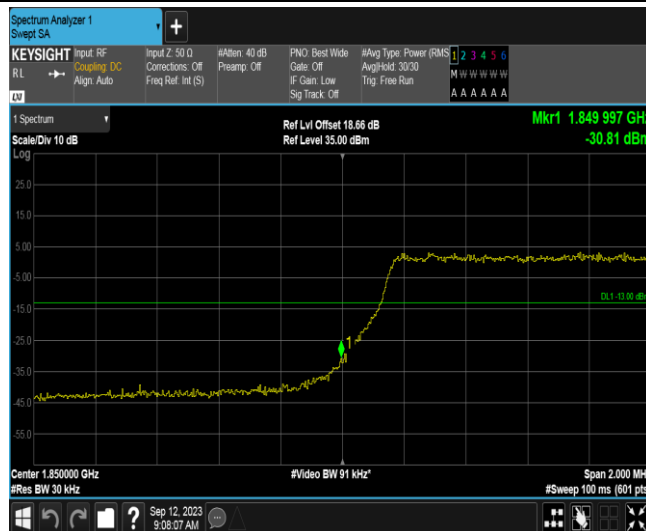 Spectrum Analyzer 1
Swept SA
KEYSIGHT
RL
Input: RF
Coupling: DC
Align: Auto
Input Z: 50 Ω
Corrections: Off
Freq Ref: Int (S)
#Atten: 40 dB
Preamp: Off
PNO: Best Wide
Gate: Off
IF Gain: Low
Sig Track: Off
#Avg Type: Power (RMS
Avg|Hold: 30/30
Trig: Free Run
1 2 3 4 5 6
M W W W W W
A A A A A A
1 Spectrum
Scale/Div 10 dB
Ref Lvl Offset 18.66 dB
Ref Level 35.00 dBm
Mkr1 1.849 997 GHz
-30.81 dBm
Log
25.0
15.0
5.00
-5.00
-15.0
-25.0
-35.0
-45.0
-55.0
DL1 -13.00 dBm
1
Center 1.850000 GHz
#Res BW 30 kHz
#Video BW 91 kHz*
Span 2.000 MH
#Sweep 100 ms (601 pts
Sep 12, 2023
9:08:07 AM